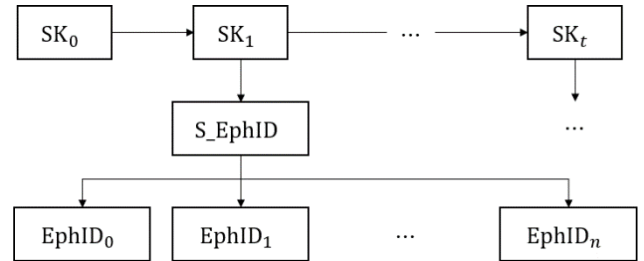 SK₀ SK₁ ... SKₜ
S_EphID ...
EphID₀ EphID₁ ... EphIDₙ